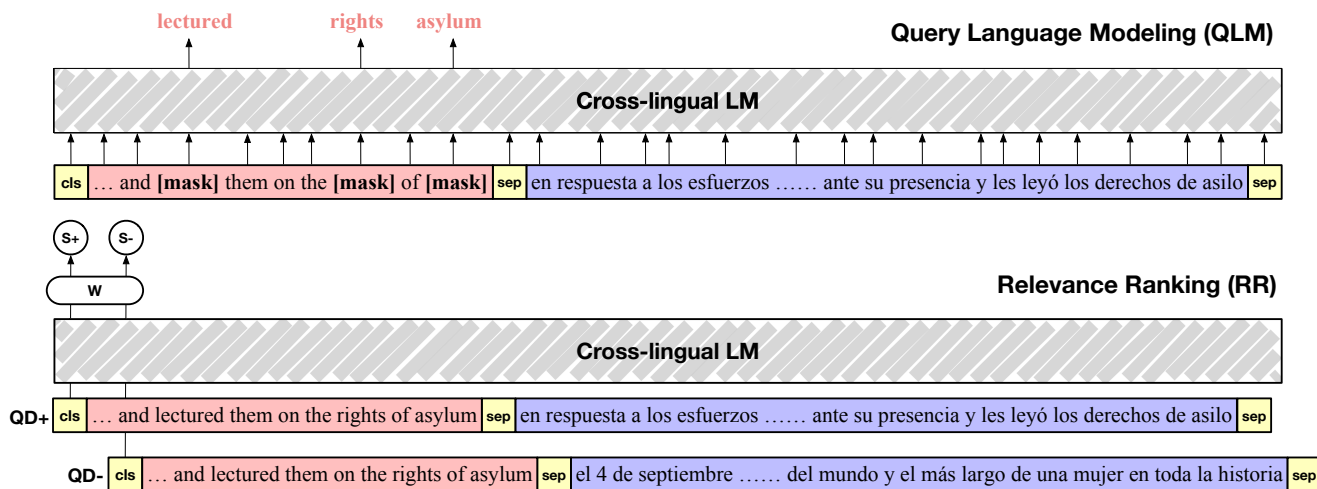 lectured rights asylum
Query Language Modeling (QLM)
Cross-lingual LM
cls … and [mask] them on the [mask] of [mask] sep en respuesta a los esfuerzos …… ante su presencia y les leyó los derechos de asilo sep
S+ S-
W
Relevance Ranking (RR)
Cross-lingual LM
QD+ cls … and lectured them on the rights of asylum sep en respuesta a los esfuerzos …… ante su presencia y les leyó los derechos de asilo sep
QD- cls … and lectured them on the rights of asylum sep el 4 de septiembre …… del mundo y el más largo de una mujer en toda la historia sep